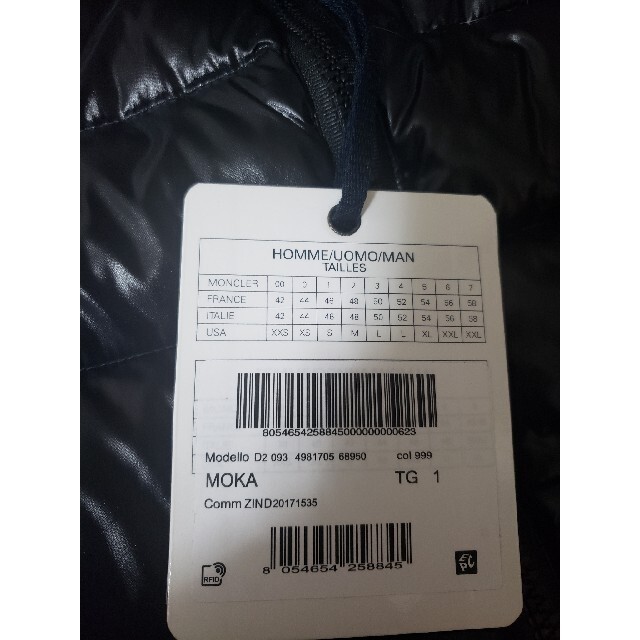 HOMME/UOMO/MAN
TAILLES
MONCLER 00 0 1 2 3 4 5 6 7
FRANCE 42 44 46 48 50 52 54 56 58
ITALIE 42 44 46 48 50 52 54 56 58
USA XXS XS S M L L XL XXL XXL
8054654258845000000000623
Modello D2 093 4981705 68950 col 999
MOKA TG 1
Comm ZIND20171535
8 054654 258845
RFID